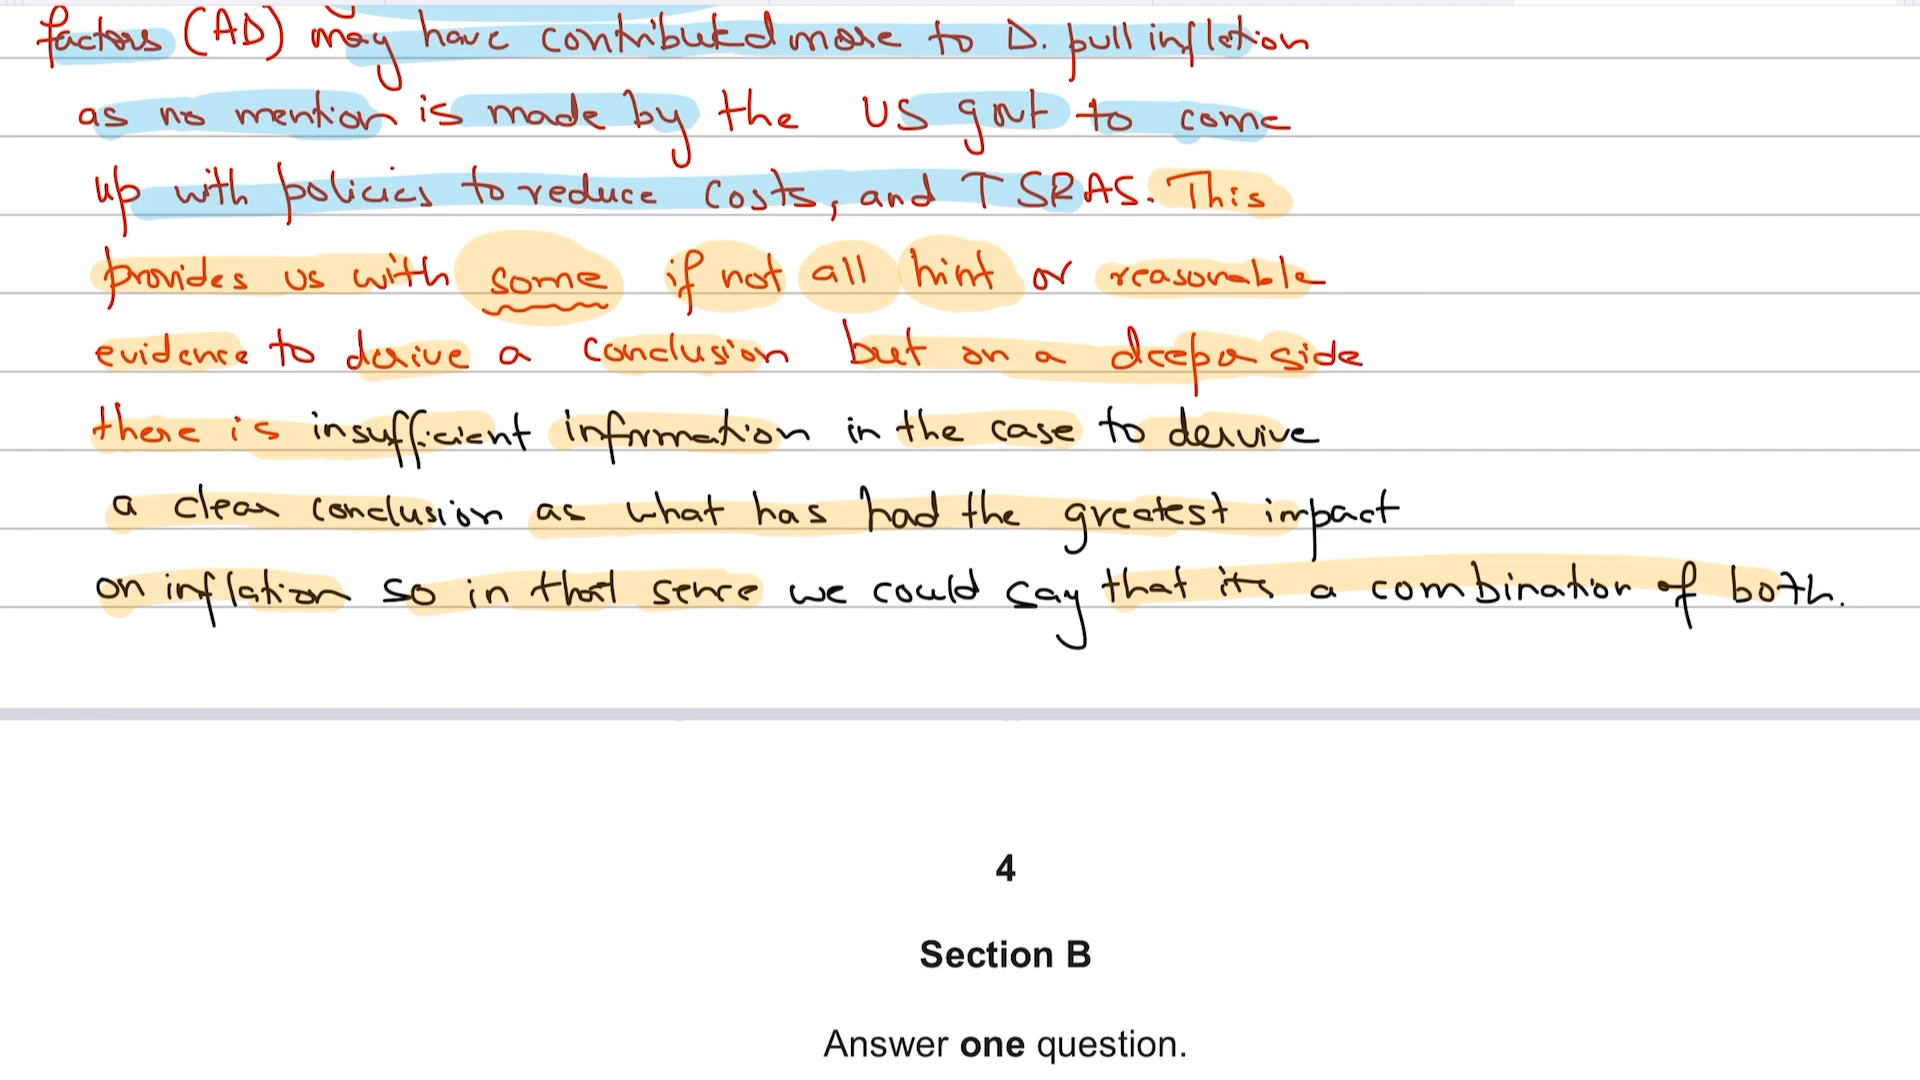 factors (AD) may have contributed more to D. pull inflation
as no mention is made by the US govt to come
up with policies to reduce costs, and ↑ SRAS. This
provides us with some if not all hint or reasonable
evidence to derive a conclusion but on a deeper side
there is insufficient information in the case to derive
a clear conclusion as what has had the greatest impact
on inflation so in that sense we could say that its a combination of both.
4
Section B
Answer one question.